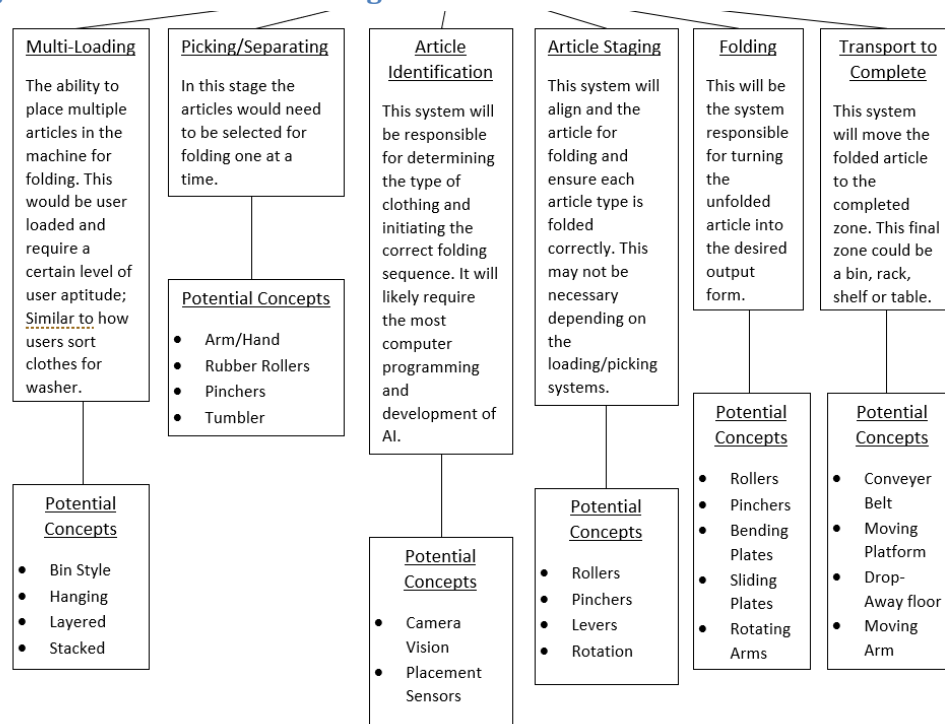 Multi-Loading
The ability to
place multiple
articles in the
machine for
folding. This
would be user
loaded and
require a
certain level of
user aptitude;
Similar to how
users sort
clothes for
washer.
Potential
Concepts
• Bin Style
• Hanging
• Layered
• Stacked
Picking/Separating
In this stage the
articles would need
to be selected for
folding one at a
time.
Potential Concepts
• Arm/Hand
• Rubber Rollers
• Pinchers
• Tumbler
Article
Identification
This system will
be responsible
for determining
the type of
clothing and
initiating the
correct folding
sequence. It will
likely require
the most
computer
programming
and
development of
AI.
Potential
Concepts
• Camera
Vision
• Placement
Sensors
Article Staging
This system will
align and the
article for
folding and
ensure each
article type is
folded
correctly. This
may not be
necessary
depending on
the
loading/picking
systems.
Potential
Concepts
• Rollers
• Pinchers
• Levers
• Rotation
Folding
This will be
the system
responsible
for turning
the
unfolded
article into
the desired
output
form.
Potential
Concepts
• Rollers
• Pinchers
• Bending
Plates
• Sliding
Plates
• Rotating
Arms
Transport to
Complete
This system
will move the
folded article
to the
completed
zone. This final
zone could be
a bin, rack,
shelf or table.
Potential
Concepts
• Conveyer
Belt
• Moving
Platform
• Drop-
Away floor
• Moving
Arm